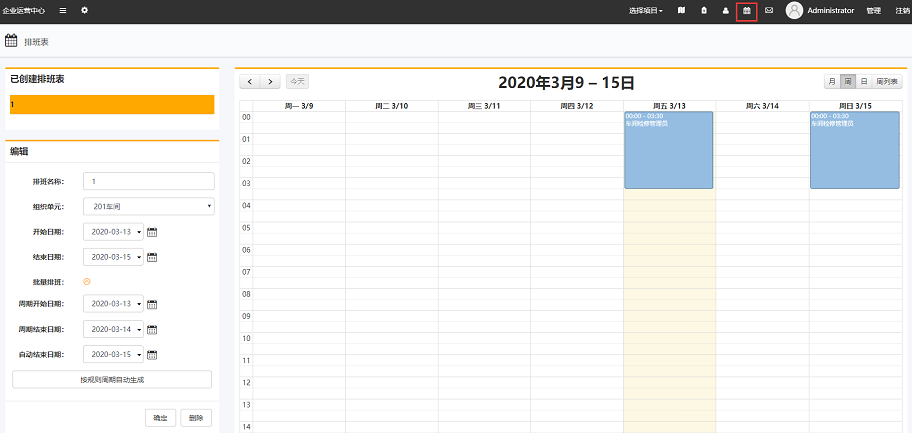 企业运营中心
选择项目
Administrator
管理
注销
排班表
已创建排班表
1
编辑
排班名称:
1
组织单元:
201车间
开始日期:
2020-03-13
结束日期:
2020-03-15
批量排班:
周期开始日期:
2020-03-13
周期结束日期:
2020-03-14
自动结束日期:
2020-03-15
按规则周期自动生成
确定
删除
今天
2020年3月9 – 15日
月
周
日
周列表
周一 3/9
周二 3/10
周三 3/11
周四 3/12
周五 3/13
周六 3/14
周日 3/15
00
01
02
03
04
05
06
07
08
09
10
11
12
13
14
00:00 - 03:30
车间检修管理员
00:00 - 03:30
车间检修管理员